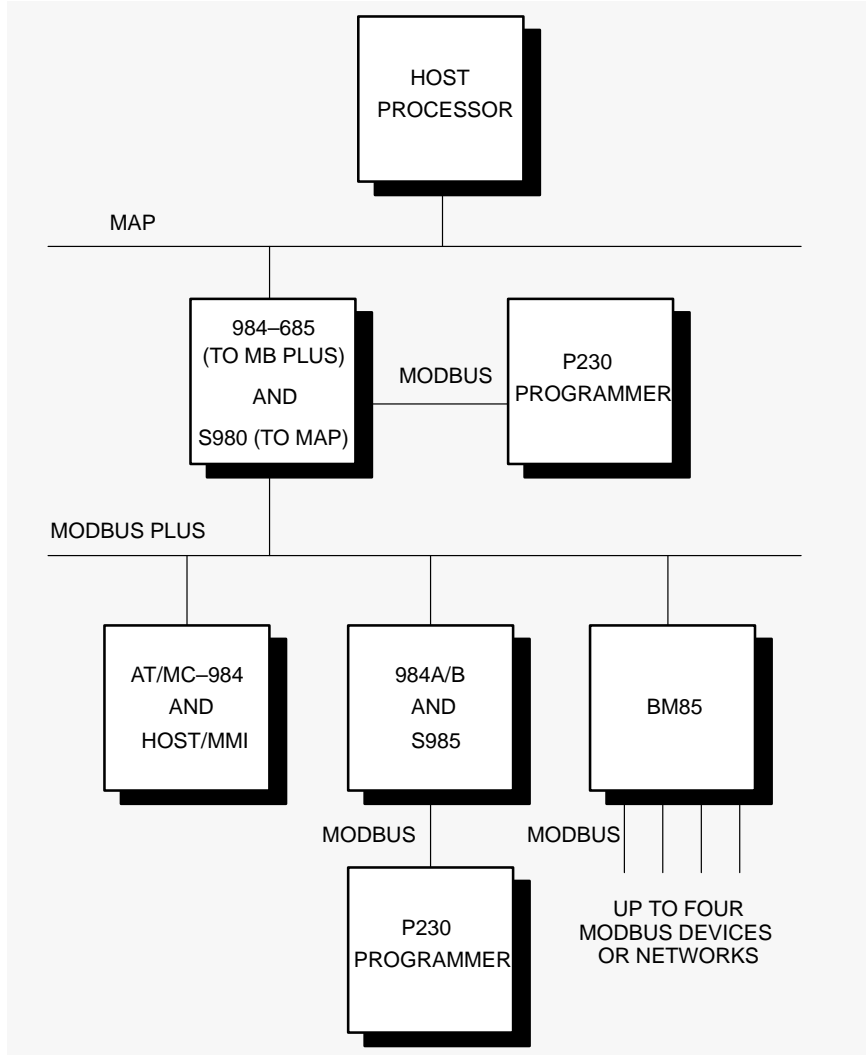 HOST
PROCESSOR
MAP
984–685
(TO MB PLUS)
AND
S980 (TO MAP)
MODBUS
P230
PROGRAMMER
MODBUS PLUS
AT/MC–984
AND
HOST/MMI
984A/B
AND
S985
BM85
MODBUS
MODBUS
P230
PROGRAMMER
UP TO FOUR
MODBUS DEVICES
OR NETWORKS